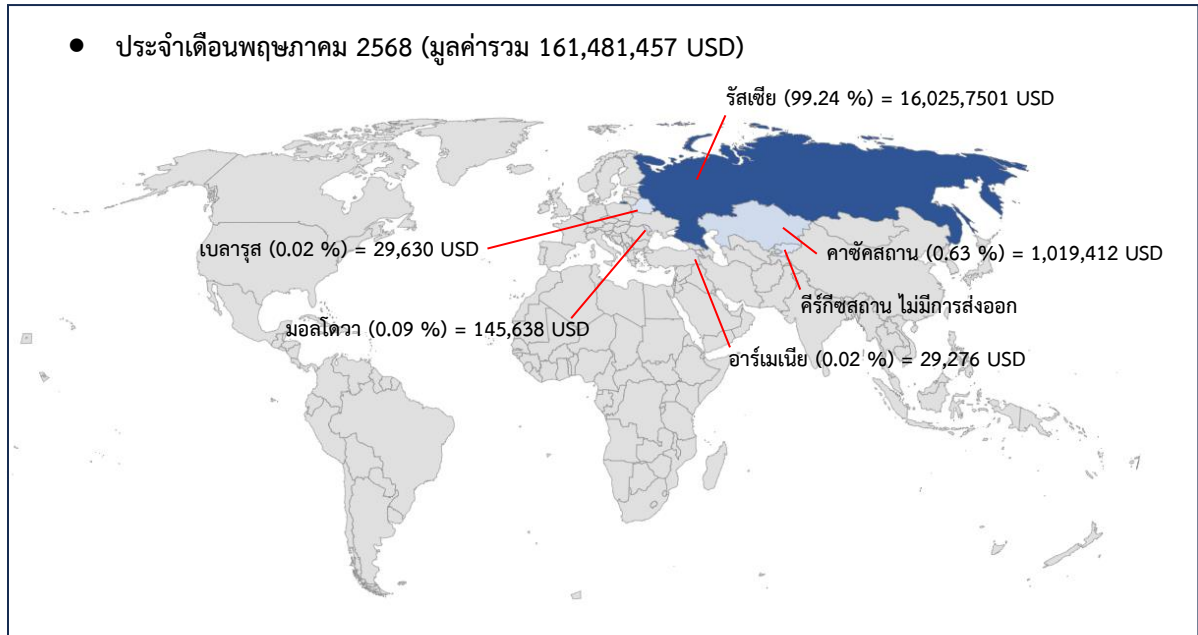 ● ประจำเดือนพฤษภาคม 2568 (มูลค่ารวม 161,481,457 USD)
รัสเซีย (99.24 %) = 16,025,7501 USD
เบลารุส (0.02 %) = 29,630 USD
คาซัคสถาน (0.63 %) = 1,019,412 USD
คีร์กีซสถาน ไม่มีการส่งออก
มอลโดวา (0.09 %) = 145,638 USD
อาร์เมเนีย (0.02 %) = 29,276 USD